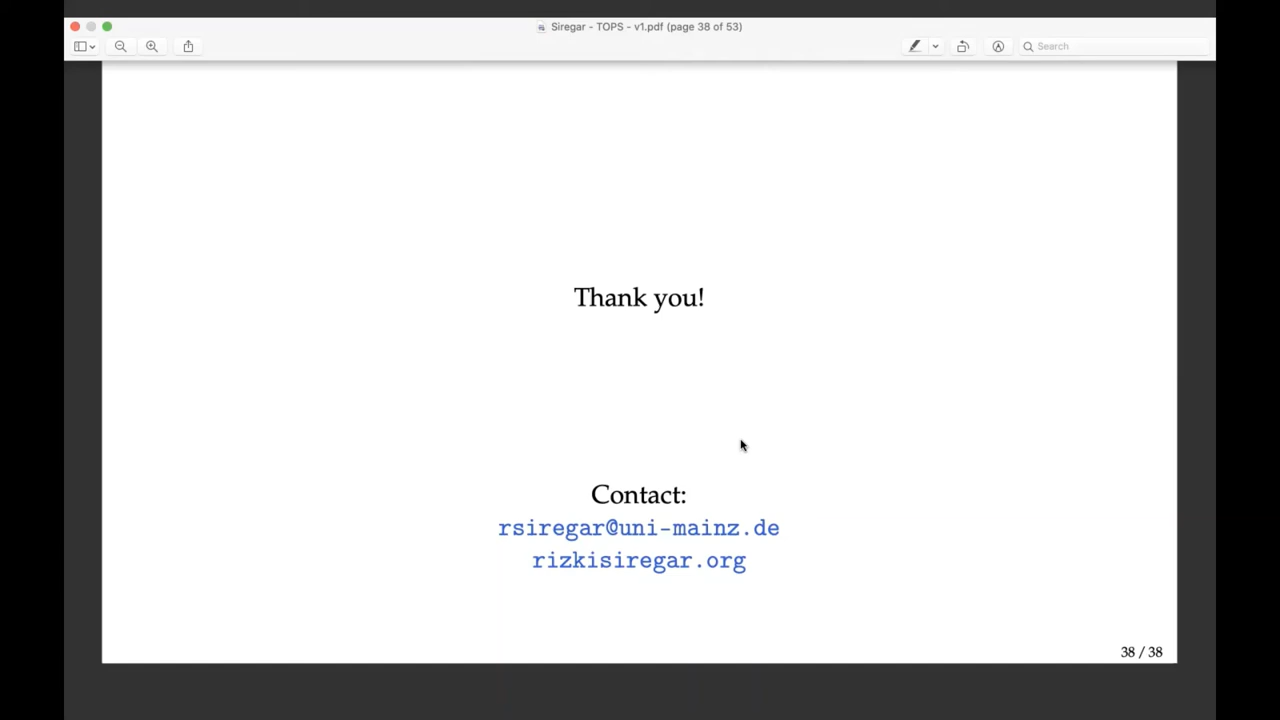 Siregar - TOPS - v1.pdf (page 38 of 53)
Search
Thank you!
Contact:
rsiregar@uni-mainz.de
rizkisiregar.org
38 / 38